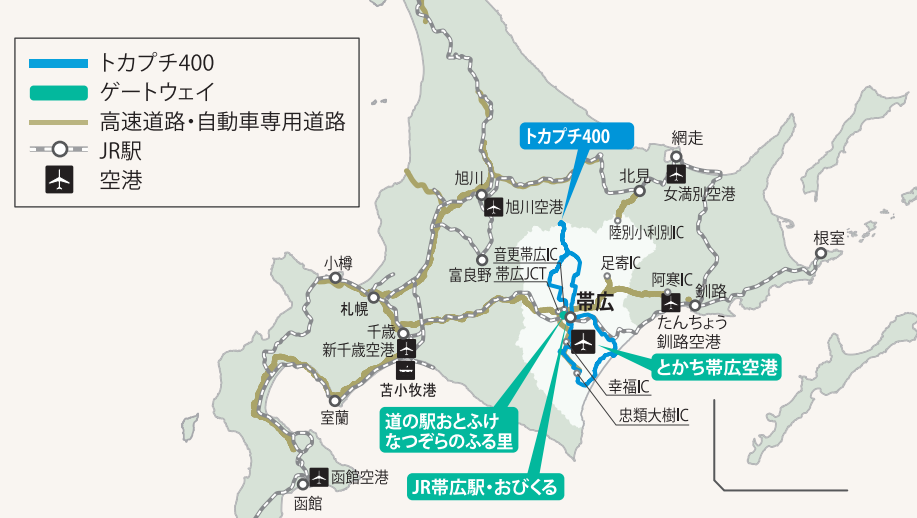 トカプチ400
ゲートウェイ
高速道路・自動車専用道路
JR駅
空港
トカプチ400
網走
旭川
北見
女満別空港
旭川空港
陸別小利別IC
根室
音更帯広IC
足寄IC
小樽
富良野
帯広JCT
阿寒IC
釧路
札幌
帯広
千歳
たんちょう
釧路空港
新千歳空港
とかち帯広空港
苫小牧港
幸福IC
室蘭
道の駅おとふけ
なつぞらのふる里
忠類大樹IC
函館空港
JR帯広駅・おびくる
函館